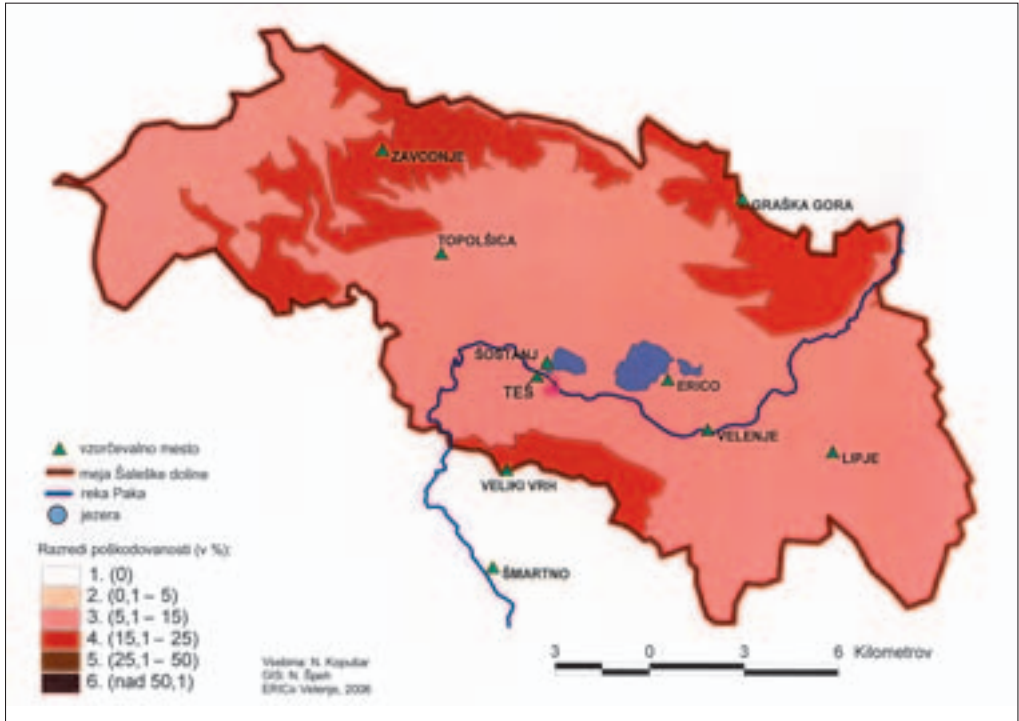 ZAVODNJE
GRAŠKA GORA
TOPOLŠICA
ŠOŠTANJ
TEŠ
ERICO
VELENJE
LIPJE
VELIKI VRH
ŠMARTNO
vzorčevalno mesto
meja Šaleške doline
reka Paka
jezera
Razredi poškodovanosti (v %):
1. (0)
2. (0,1 – 5)
3. (5,1 – 15)
4. (15,1 – 25)
5. (25,1 – 50)
6. (nad 50,1)
Vsebina: N. Kopušar
GIS: N. Špeh
ERICo Velenje, 2006
3 0 3 6 Kilometrov